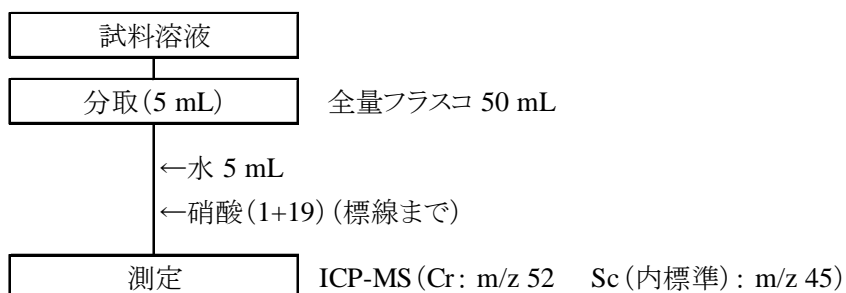 試料溶液
分取(5 mL) 全量フラスコ 50 mL
←水 5 mL
←硝酸(1+19)(標線まで)
測定 ICP-MS(Cr: m/z 52 Sc(内標準): m/z 45)